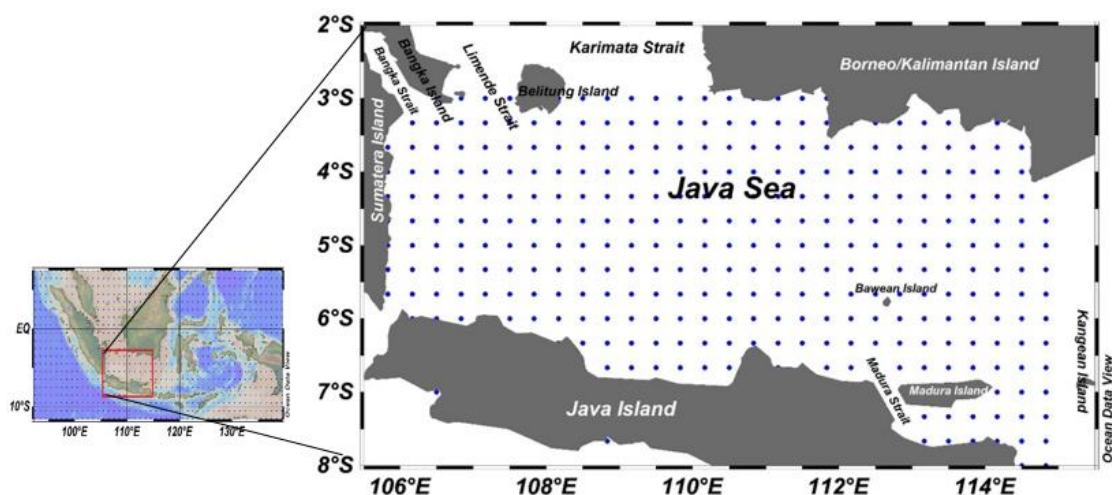 2°S
3°S
4°S
5°S
6°S
7°S
8°S
106°E
108°E
110°E
112°E
114°E
Karimata Strait
Borneo/Kalimantan Island
Bangka Island
Bangka Strait
Limende Strait
Belitung Island
Sumatera Island
Java Sea
Bawean Island
Kangean Island
Madura Strait
Madura Island
Java Island
Ocean Data View
EQ
10°S
100°E
110°E
120°E
130°E
Ocean Data View